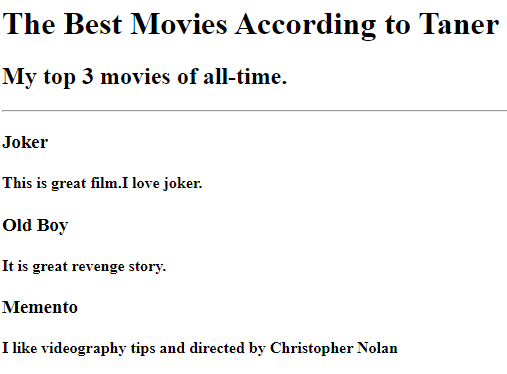 The Best Movies According to Taner
My top 3 movies of all-time.
Joker
This is great film.I love joker.
Old Boy
It is great revenge story.
Memento
I like videography tips and directed by Christopher Nolan